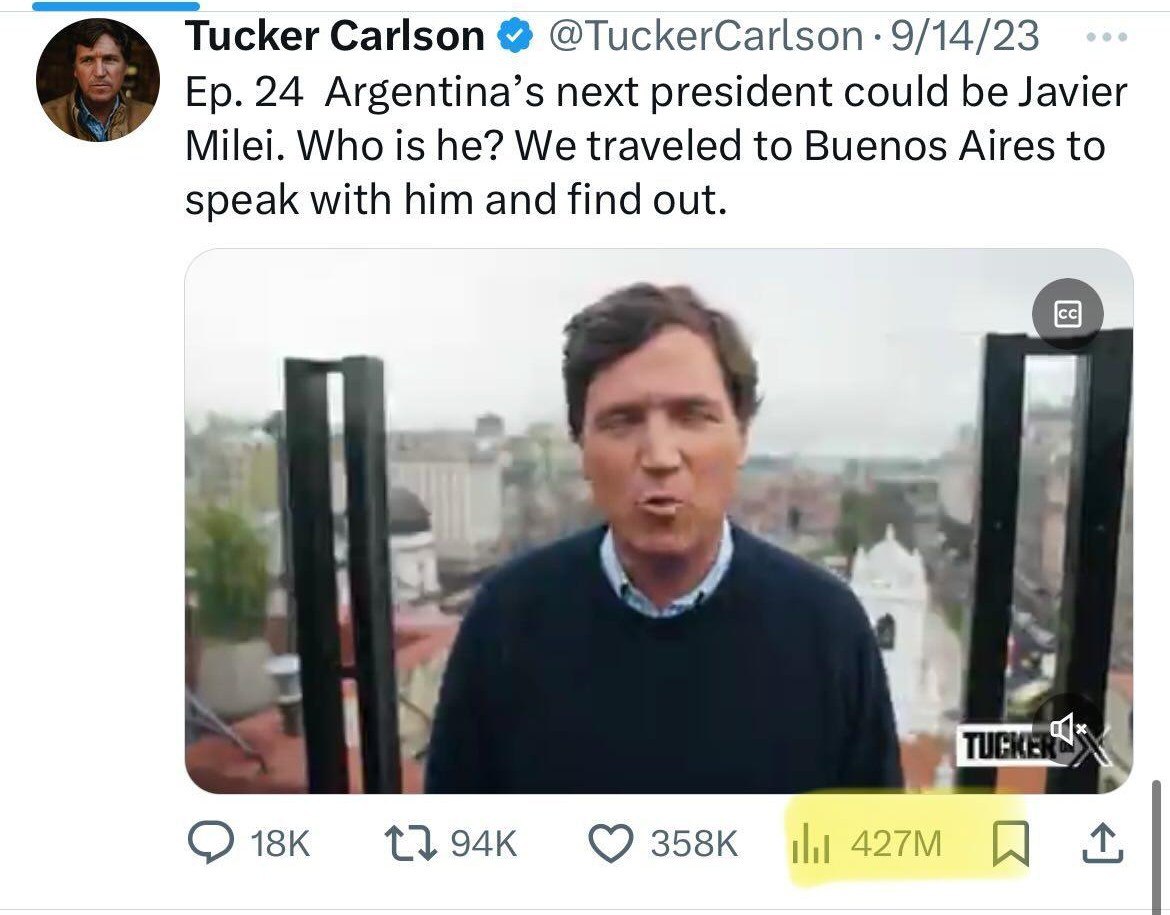 Tucker Carlson @TuckerCarlson · 9/14/23
Ep. 24 Argentina’s next president could be Javier
Milei. Who is he? We traveled to Buenos Aires to
speak with him and find out.
CC
TUCKER ON X
18K 94K 358K 427M